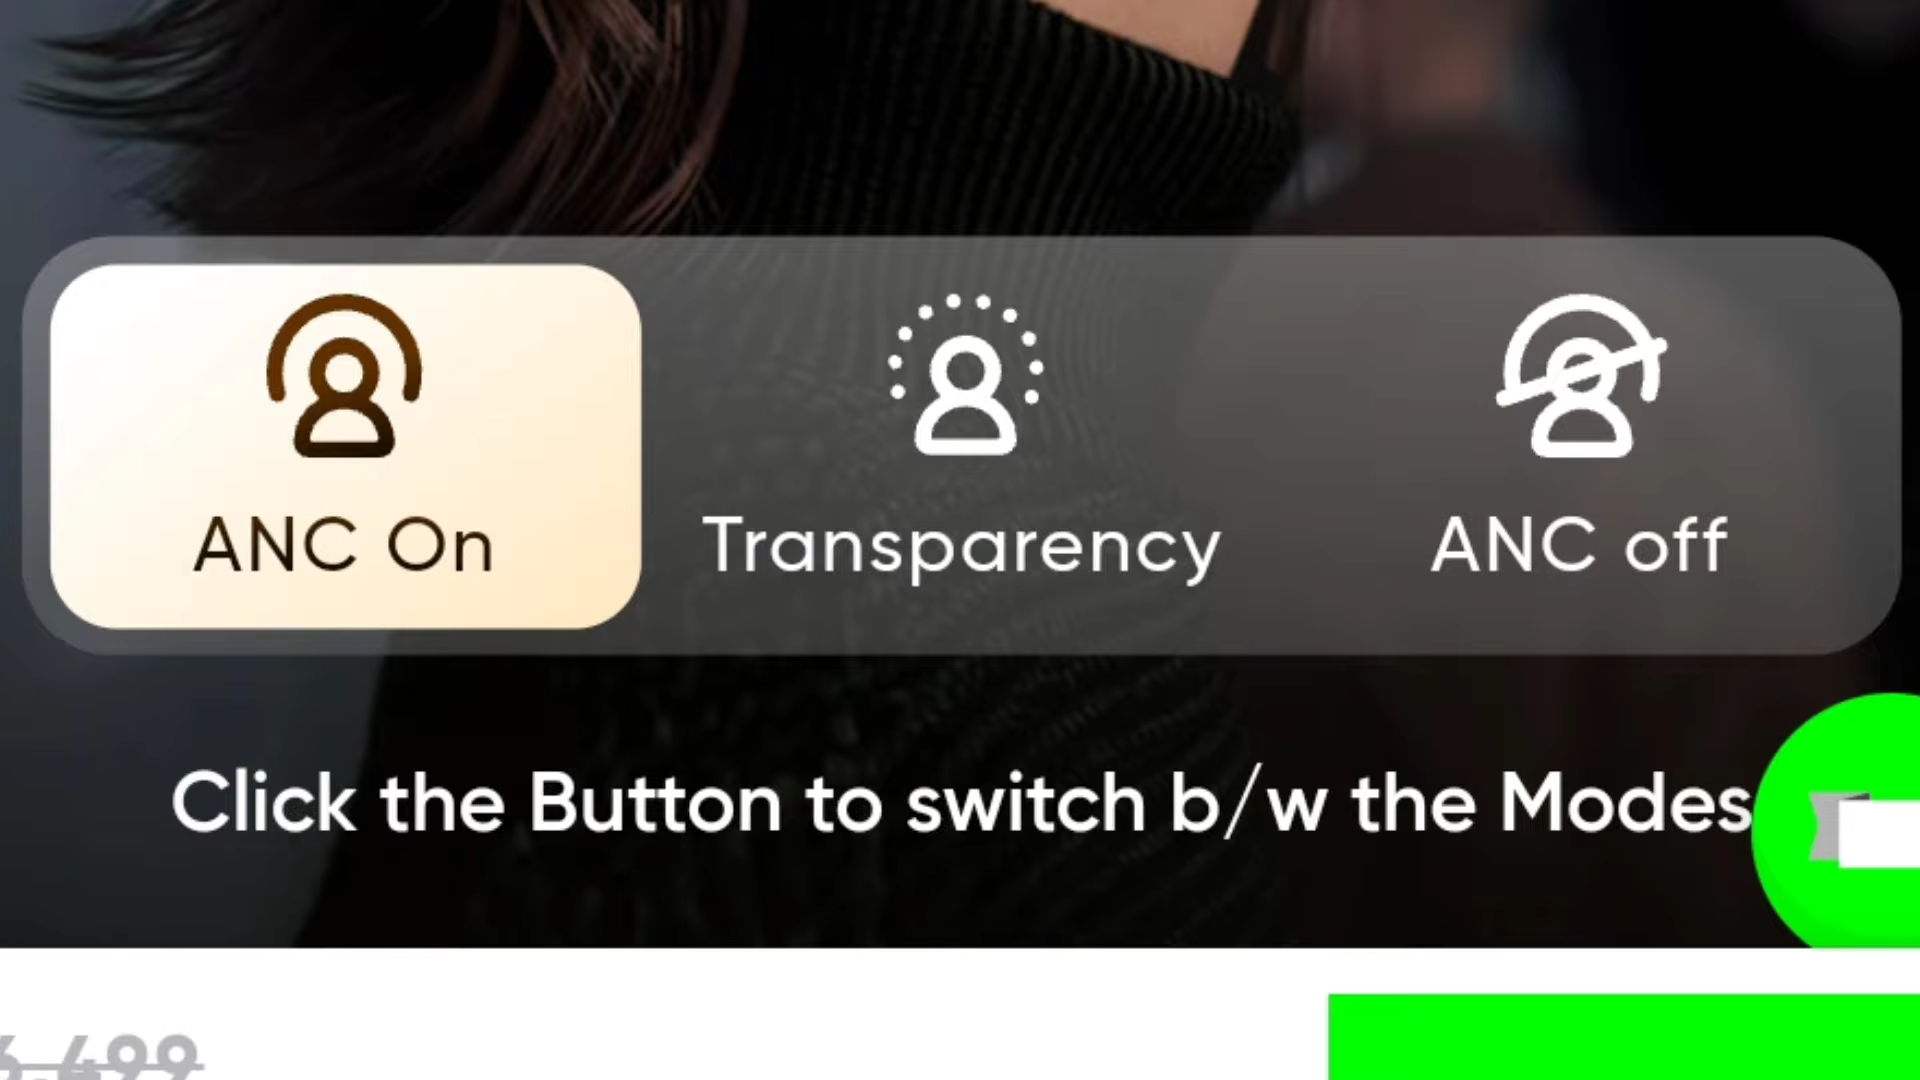 ANC On
Transparency
ANC off
Click the Button to switch b/w the Modes